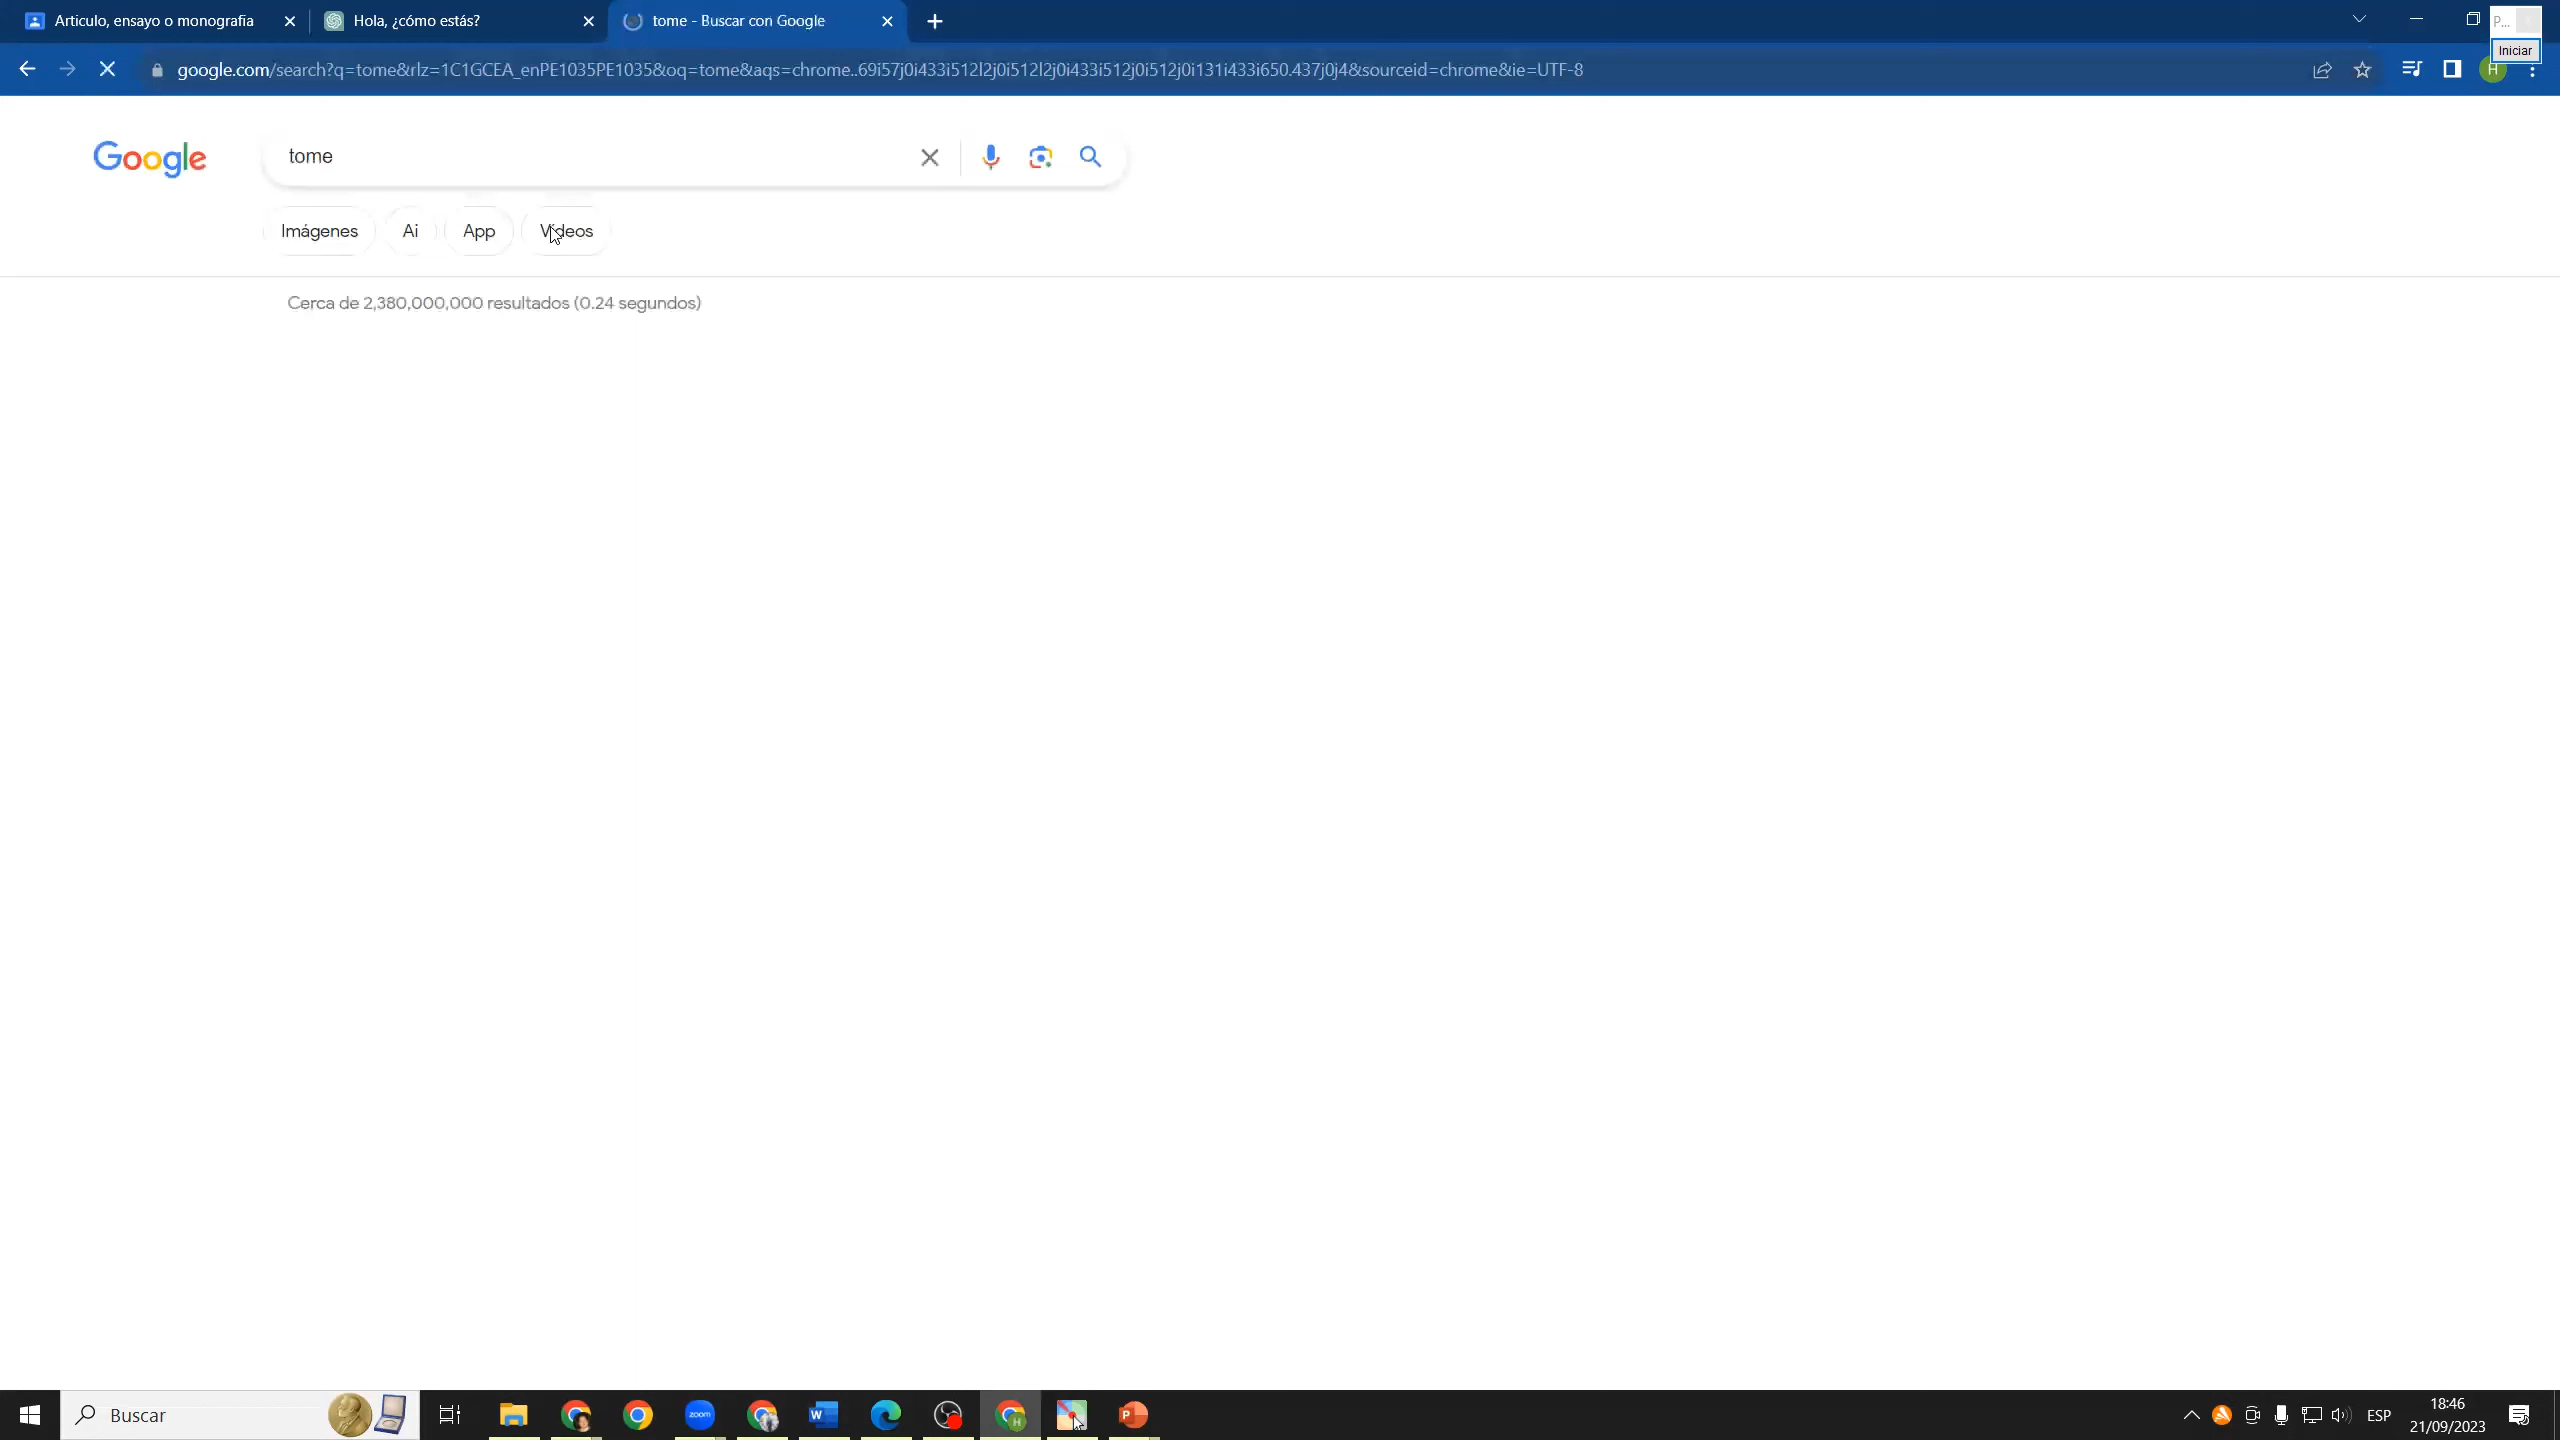 Articulo, ensayo o monografia
Hola, ¿cómo estás?
tome - Buscar con Google
P...
Iniciar
google.com/search?q=tome&rlz=1C1GCEA_enPE1035PE1035&oq=tome&aqs=chrome..69i57j0i433i512l2j0i512l2j0i433i512j0i512j0i131i433i650.437j0j4&sourceid=chrome&ie=UTF-8
H
Google
tome
Imágenes
Ai
App
Videos
Cerca de 2,380,000,000 resultados (0.24 segundos)
Buscar
zoom
W
H
P
ESP
18:46
21/09/2023